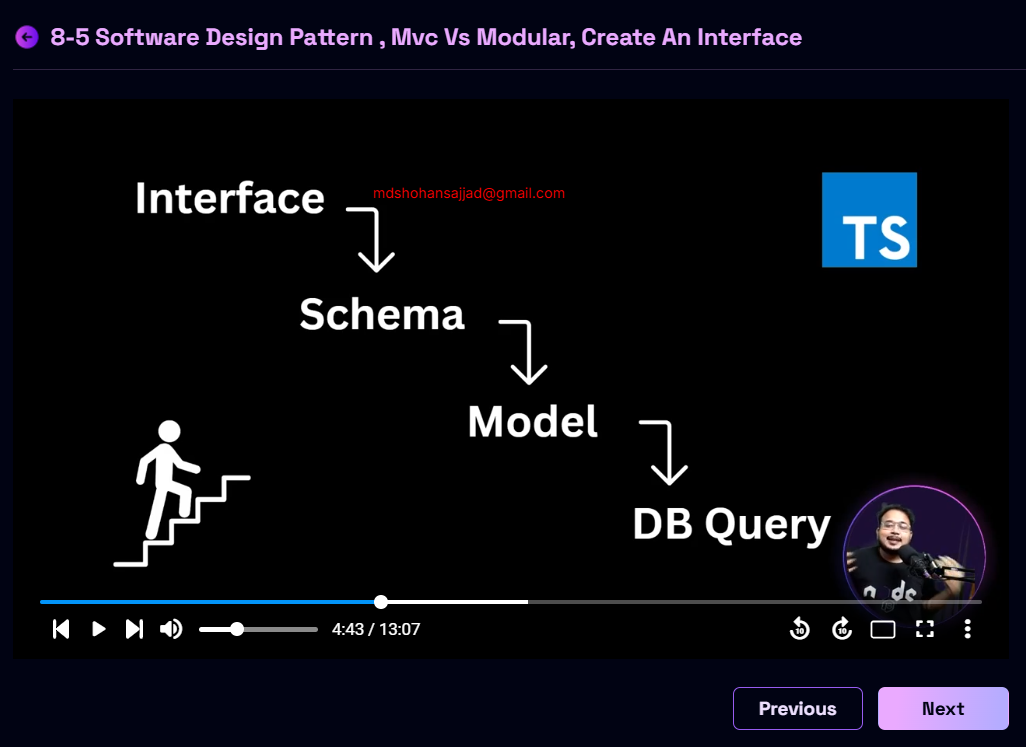 8-5 Software Design Pattern , Mvc Vs Modular, Create An Interface
Interface
mdshohansajjad@gmail.com
TS
Schema
Model
DB Query
4:43 / 13:07
10
10
Previous
Next